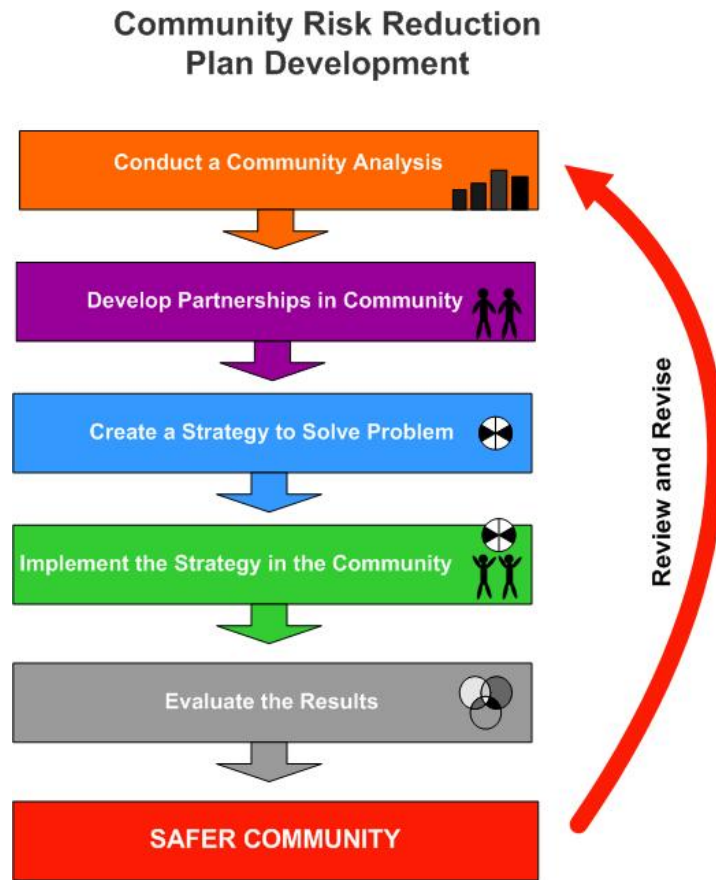 Community Risk Reduction
Plan Development
Conduct a Community Analysis
Develop Partnerships in Community
Create a Strategy to Solve Problem
Implement the Strategy in the Community
Evaluate the Results
SAFER COMMUNITY
Review and Revise